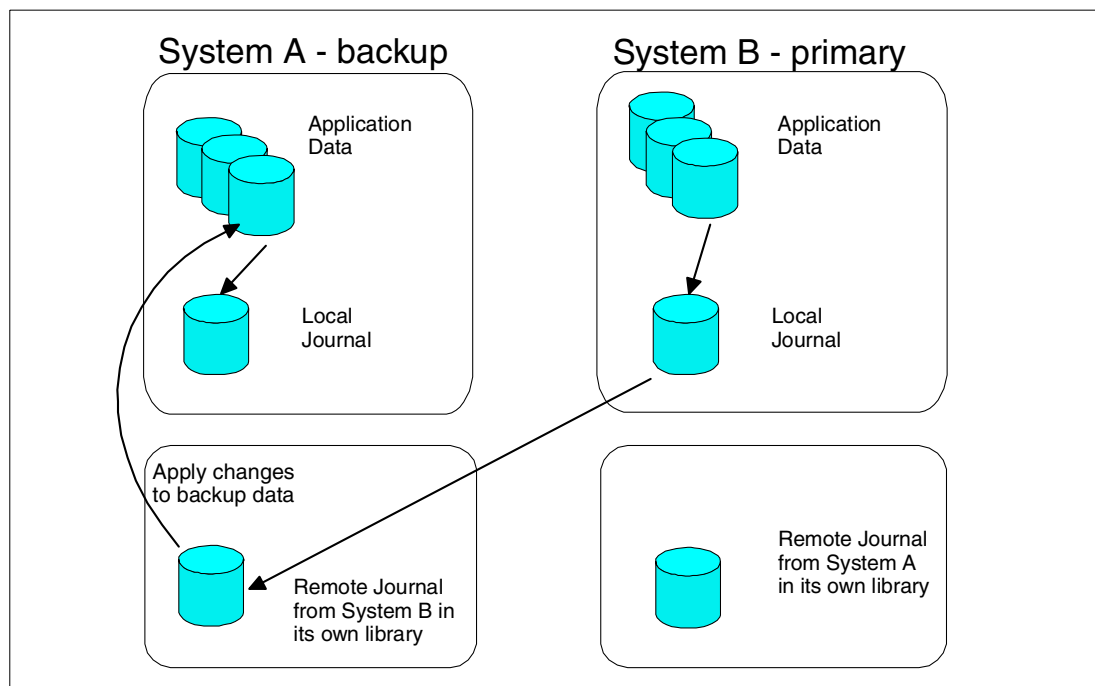 System A - backup
System B - primary
Application
Data
Application
Data
Local
Journal
Local
Journal
Apply changes
to backup data
Remote Journal
from System B in
its own library
Remote Journal
from System A
in its own library